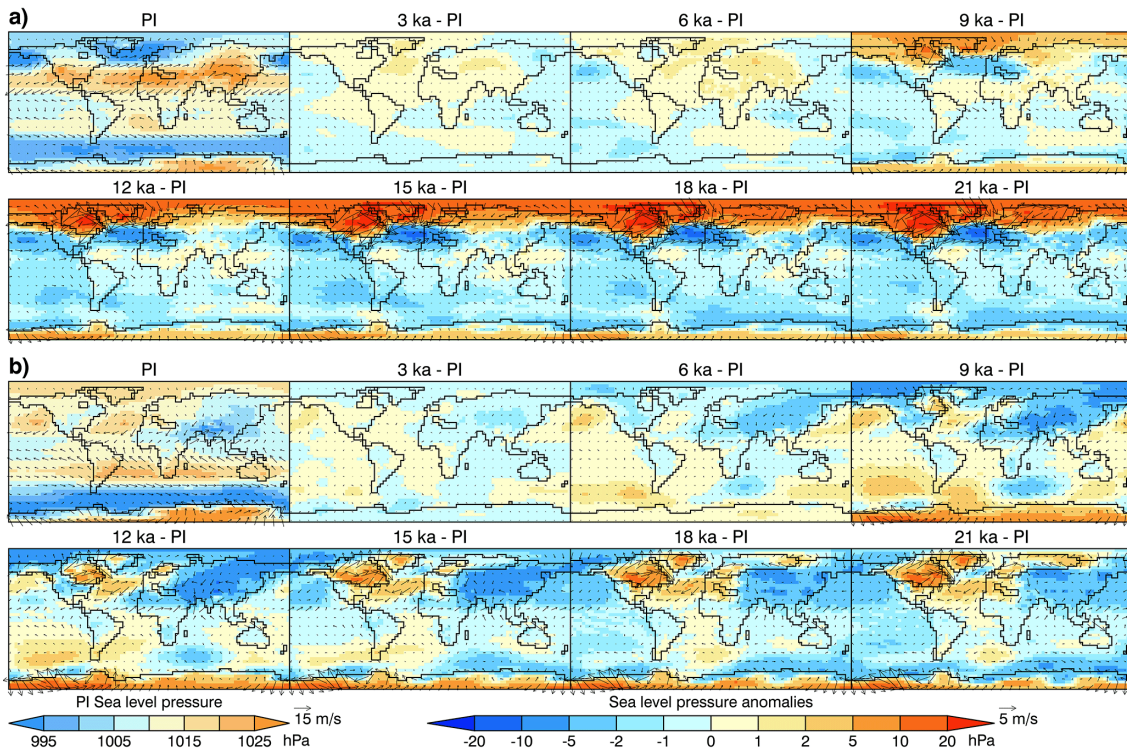 a)
PI 3 ka - PI 6 ka - PI 9 ka - PI
12 ka - PI 15 ka - PI 18 ka - PI 21 ka - PI
b)
PI 3 ka - PI 6 ka - PI 9 ka - PI
12 ka - PI 15 ka - PI 18 ka - PI 21 ka - PI
PI Sea level pressure 15 m/s Sea level pressure anomalies 5 m/s
995 1005 1015 1025 hPa -20 -10 -5 -2 -1 0 1 2 5 10 20 hPa